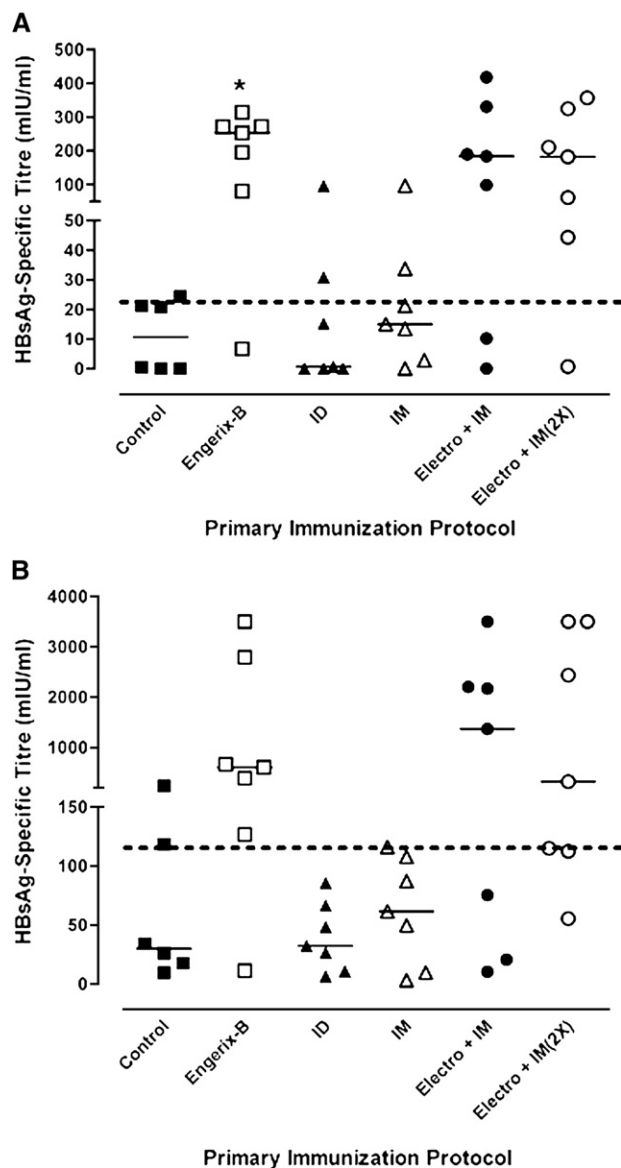 A
HBsAg-Specific Titre (mIU/ml)
500
400
300
200
100
50
40
30
20
10
0
*
Control
Engerix-B
ID
IM
Electro + IM
Electro + IM(2X)
Primary Immunization Protocol
B
HBsAg-Specific Titre (mIU/ml)
4000
3000
2000
1000
150
100
50
0
Control
Engerix-B
ID
IM
Electro + IM
Electro + IM(2X)
Primary Immunization Protocol